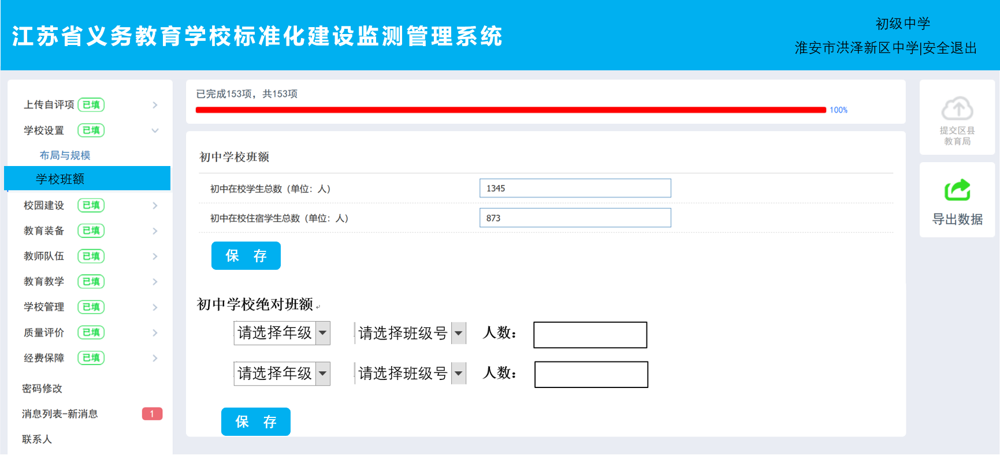 江苏省义务教育学校标准化建设监测管理系统
初级中学
淮安市洪泽新区中学|安全退出
上传自评项 已填
学校设置 已填
布局与规模
学校班额
校园建设 已填
教育装备 已填
教师队伍 已填
教育教学 已填
学校管理 已填
质量评价 已填
经费保障 已填
密码修改
消息列表-新消息 1
联系人
已完成153项，共153项
100%
初中学校班额
初中在校学生总数（单位：人） 1345
初中在校住宿学生总数（单位：人） 873
保 存
初中学校绝对班额
请选择年级 请选择班级号 人数：
请选择年级 请选择班级号 人数：
保 存
提交区县
教育局
导出数据